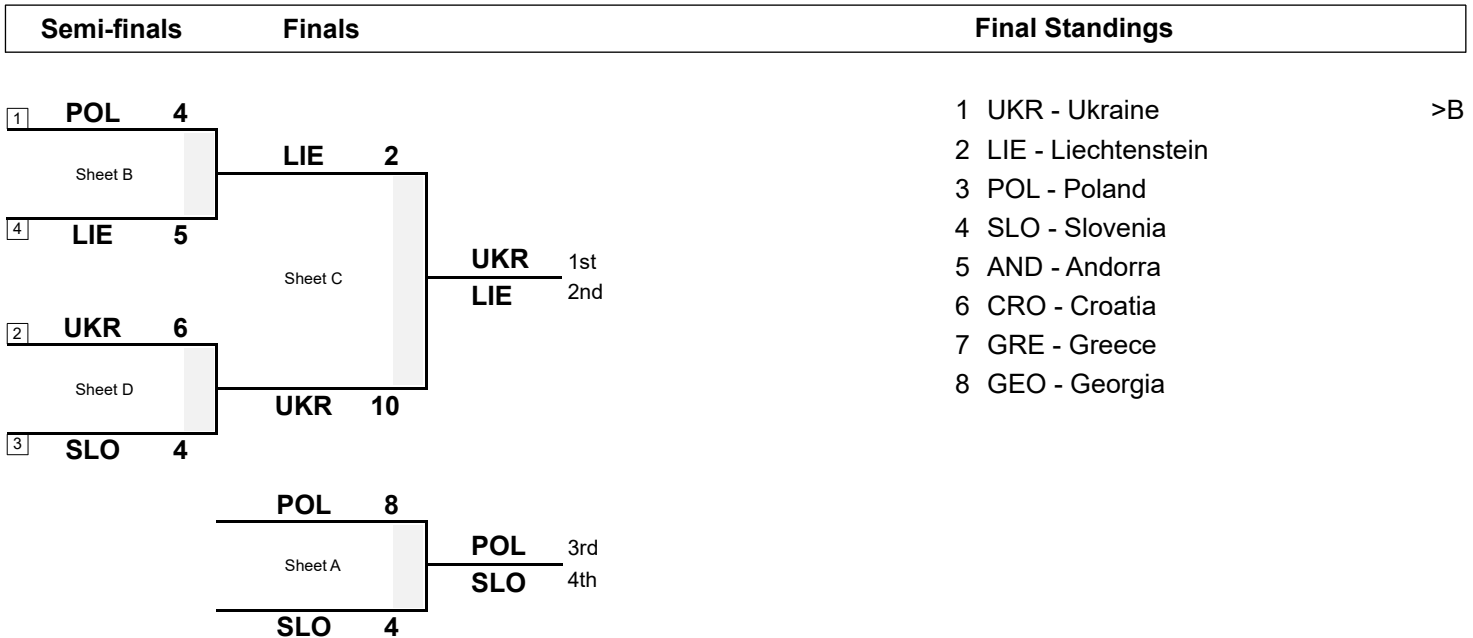 Semi-finals Finals Final Standings
1 POL 4
Sheet B
4 LIE 5
LIE 2
Sheet C
UKR 10
2 UKR 6
Sheet D
3 SLO 4
UKR 1st
LIE 2nd
POL 8
Sheet A
SLO 4
POL 3rd
SLO 4th
1 UKR - Ukraine >B
2 LIE - Liechtenstein
3 POL - Poland
4 SLO - Slovenia
5 AND - Andorra
6 CRO - Croatia
7 GRE - Greece
8 GEO - Georgia